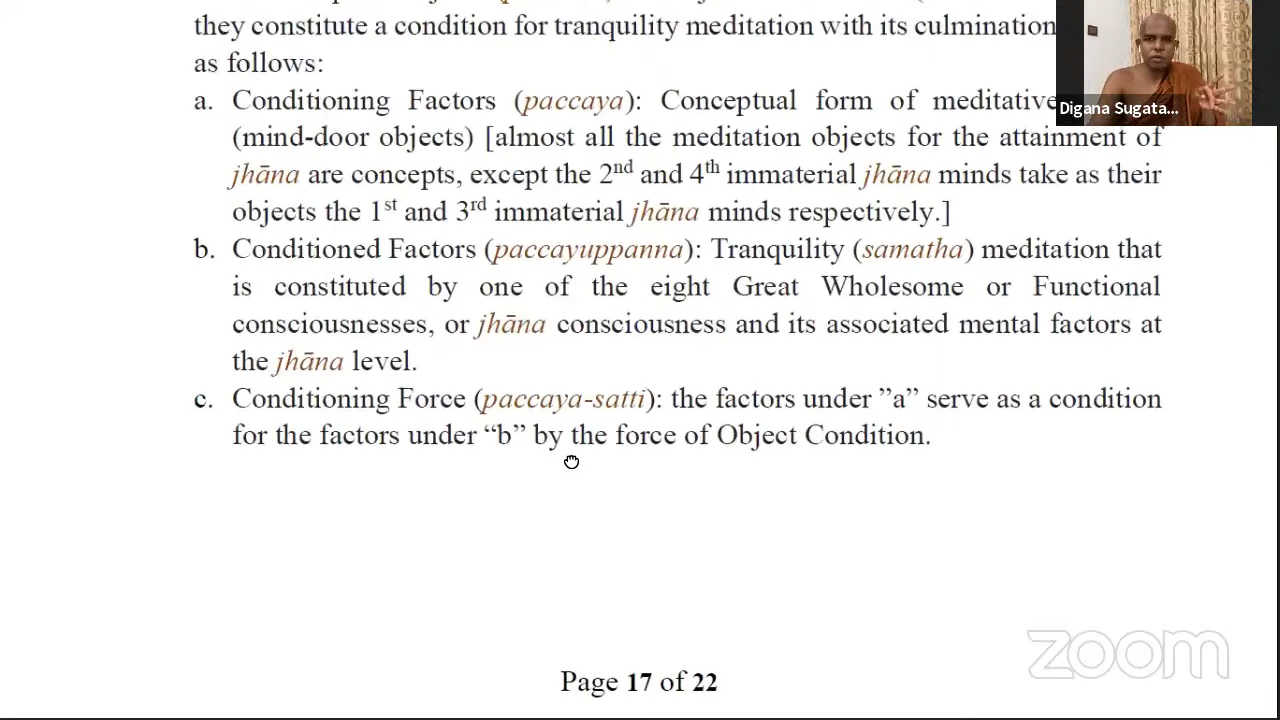 they constitute a condition for tranquility meditation with its culmination
as follows:
a. Conditioning Factors (paccaya): Conceptual form of meditative
(mind-door objects) [almost all the meditation objects for the attainment of
jhāna are concepts, except the 2nd and 4th immaterial jhāna minds take as their
objects the 1st and 3rd immaterial jhāna minds respectively.]
b. Conditioned Factors (paccayuppanna): Tranquility (samatha) meditation that
is constituted by one of the eight Great Wholesome or Functional
consciousnesses, or jhāna consciousness and its associated mental factors at
the jhāna level.
c. Conditioning Force (paccaya-satti): the factors under ”a” serve as a condition
for the factors under “b” by the force of Object Condition.
Page 17 of 22
Digana Sugata...
zoom